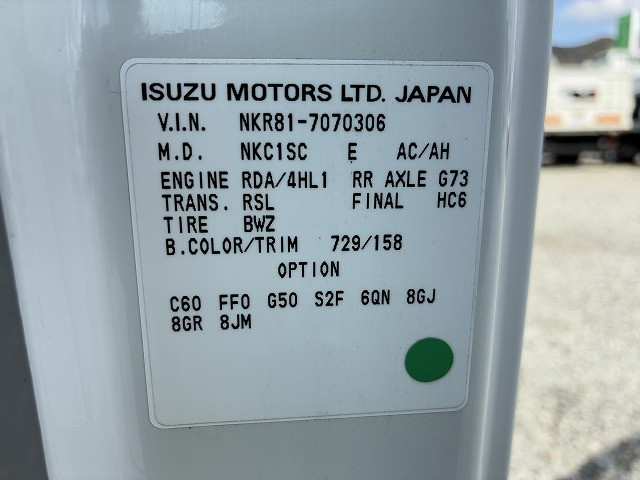 ISUZU MOTORS LTD. JAPAN
V.I.N. NKR81-7070306
M.D. NKC1SC E AC/AH
ENGINE RDA/4HL1 RR AXLE G73
TRANS. RSL FINAL HC6
TIRE BWZ
B.COLOR/TRIM 729/158
OPTION
C60 FF0 G50 S2F 6QN 8GJ
8GR 8JM